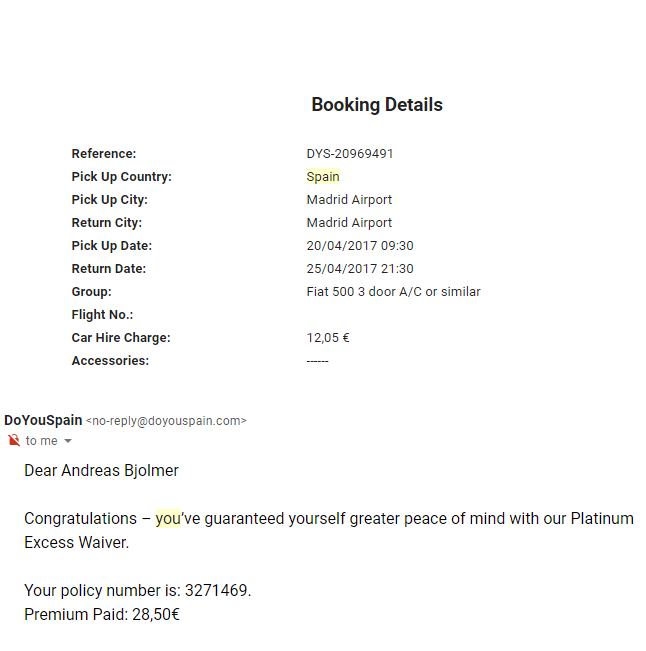 Booking Details
Reference: DYS-20969491
Pick Up Country: Spain
Pick Up City: Madrid Airport
Return City: Madrid Airport
Pick Up Date: 20/04/2017 09:30
Return Date: 25/04/2017 21:30
Group: Fiat 500 3 door A/C or similar
Flight No.:
Car Hire Charge: 12,05 €
Accessories: ------
DoYouSpain <no-reply@doyouspain.com>
to me
Dear Andreas Bjolmer
Congratulations – you’ve guaranteed yourself greater peace of mind with our Platinum
Excess Waiver.
Your policy number is: 3271469.
Premium Paid: 28,50€